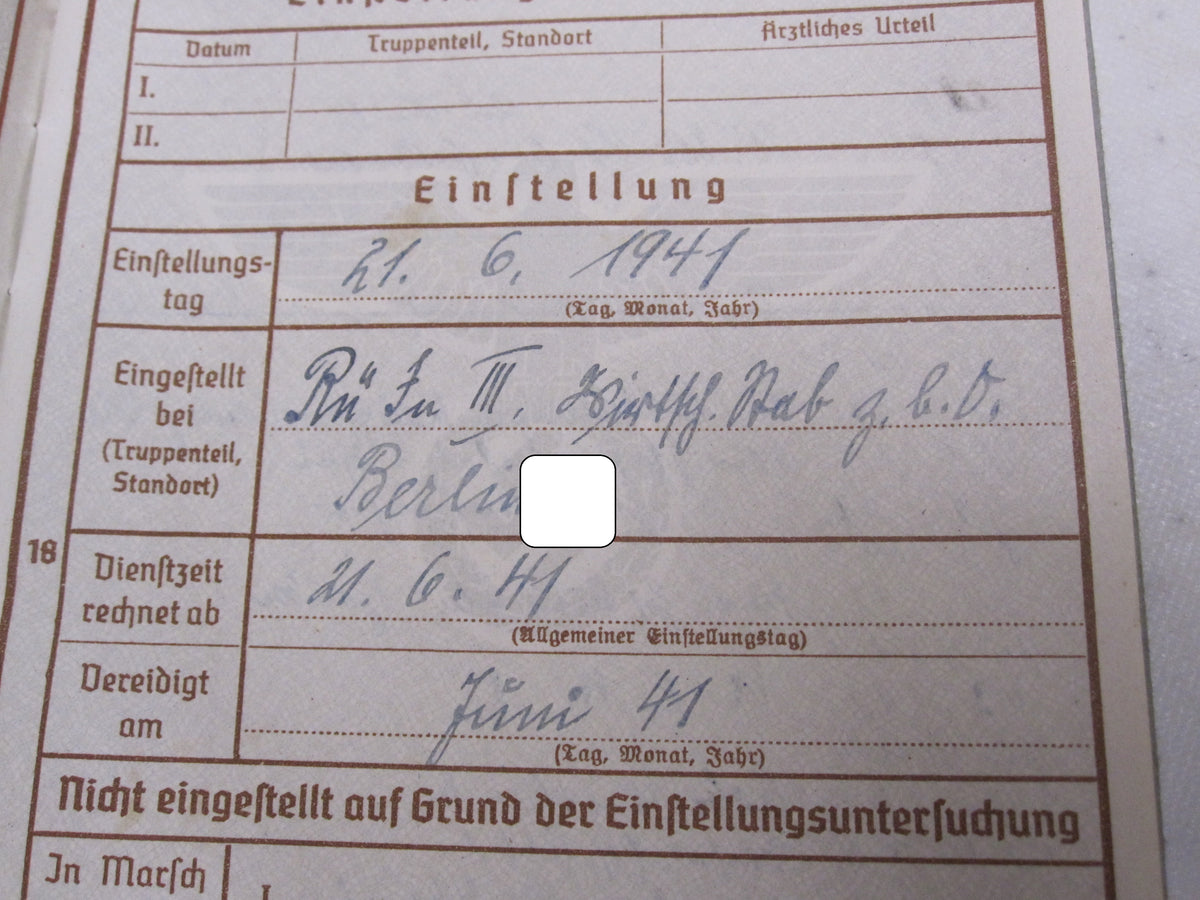 Datum Truppenteil, Standort Ärztliches Urteil
I.
II.
Einſtellung
Einſtellungs-
tag
21. 6. 1941
(Tag, Monat, Jahr)
Eingeſtellt
bei
(Truppenteil,
Standort)
Rü In III. Wirtſch. Stab z. b. V.
Berlin
18
Dienſtzeit
rechnet ab
21. 6. 41
(Allgemeiner Einſtellungstag)
Vereidigt
am
Juni 41
(Tag, Monat, Jahr)
Nicht eingeſtellt auf Grund der Einſtellungsunterſuchung
In Marſch
I.